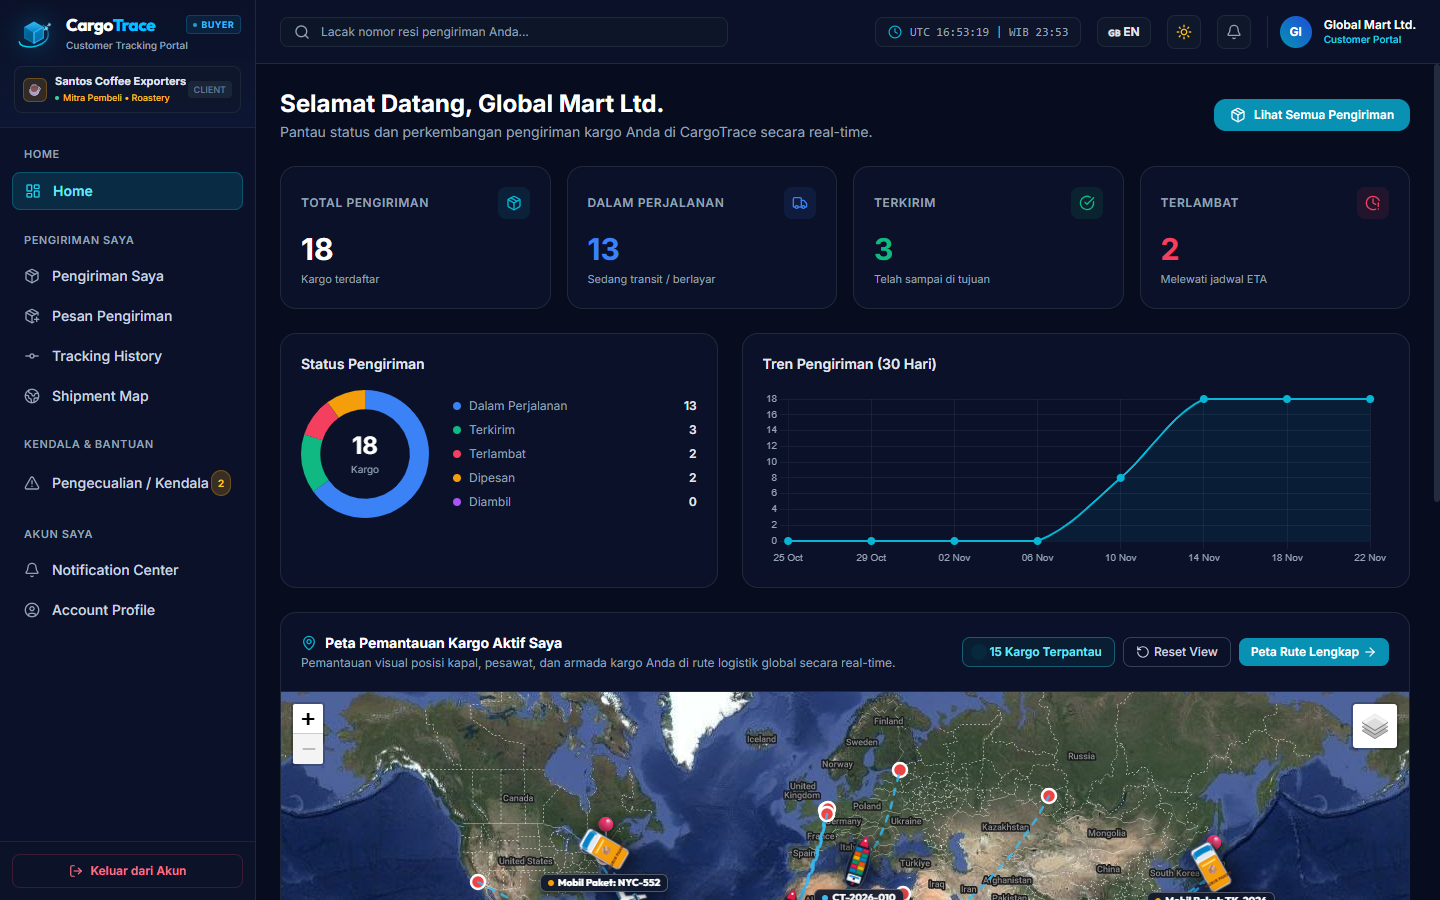 CargoTrace
BUYER
Customer Tracking Portal
Santos Coffee Exporters
Mitra Pembeli • Roastery
CLIENT
HOME
Home
PENGIRIMAN SAYA
Pengiriman Saya
Pesan Pengiriman
Tracking History
Shipment Map
KENDALA & BANTUAN
Pengecualian / Kendala 2
AKUN SAYA
Notification Center
Account Profile
Keluar dari Akun
Lacak nomor resi pengiriman Anda...
UTC 16:53:19 | WIB 23:53
GB EN
GI
Global Mart Ltd.
Customer Portal
Selamat Datang, Global Mart Ltd.
Pantau status dan perkembangan pengiriman kargo Anda di CargoTrace secara real-time.
Lihat Semua Pengiriman
TOTAL PENGIRIMAN
18
Kargo terdaftar
DALAM PERJALANAN
13
Sedang transit / berlayar
TERKIRIM
3
Telah sampai di tujuan
TERLAMBAT
2
Melewati jadwal ETA
Status Pengiriman
18
Kargo
Dalam Perjalanan 13
Terkirim 3
Terlambat 2
Dipesan 2
Diambil 0
Tren Pengiriman (30 Hari)
18
16
14
12
10
8
6
4
2
0
25 Oct 29 Oct 02 Nov 06 Nov 10 Nov 14 Nov 18 Nov 22 Nov
Peta Pemantauan Kargo Aktif Saya
Pemantauan visual posisi kapal, pesawat, dan armada kargo Anda di rute logistik global secara real-time.
15 Kargo Terpantau
Reset View
Peta Rute Lengkap →
+
−
Finland
Iceland
Sweden
Russia
Norway
United
Kingdom
Canada
Poland
Germany
Ukraine
Kazakhstan
Mongolia
France
Spain
Italy
United States
Türkiye
China
South Korea
Iraq
Iran
Afghanistan
Pakistan
Mobil Paket: NYC-552
CT-2026-010
Mobil Paket: TK-2024